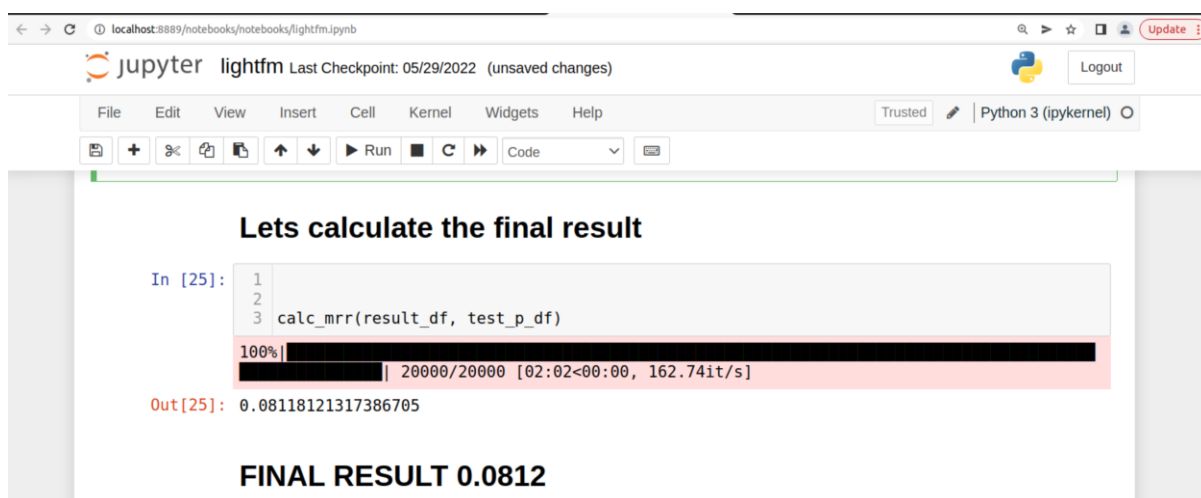 localhost:8889/notebooks/notebooks/lightfm.ipynb Update
jupyter lightfm Last Checkpoint: 05/29/2022 (unsaved changes) Logout
File Edit View Insert Cell Kernel Widgets Help Trusted Python 3 (ipykernel)
Run Code
Lets calculate the final result
In [25]: 1
2
3 calc_mrr(result_df, test_p_df)
100%|
| 20000/20000 [02:02<00:00, 162.74it/s]
Out[25]: 0.08118121317386705
FINAL RESULT 0.0812